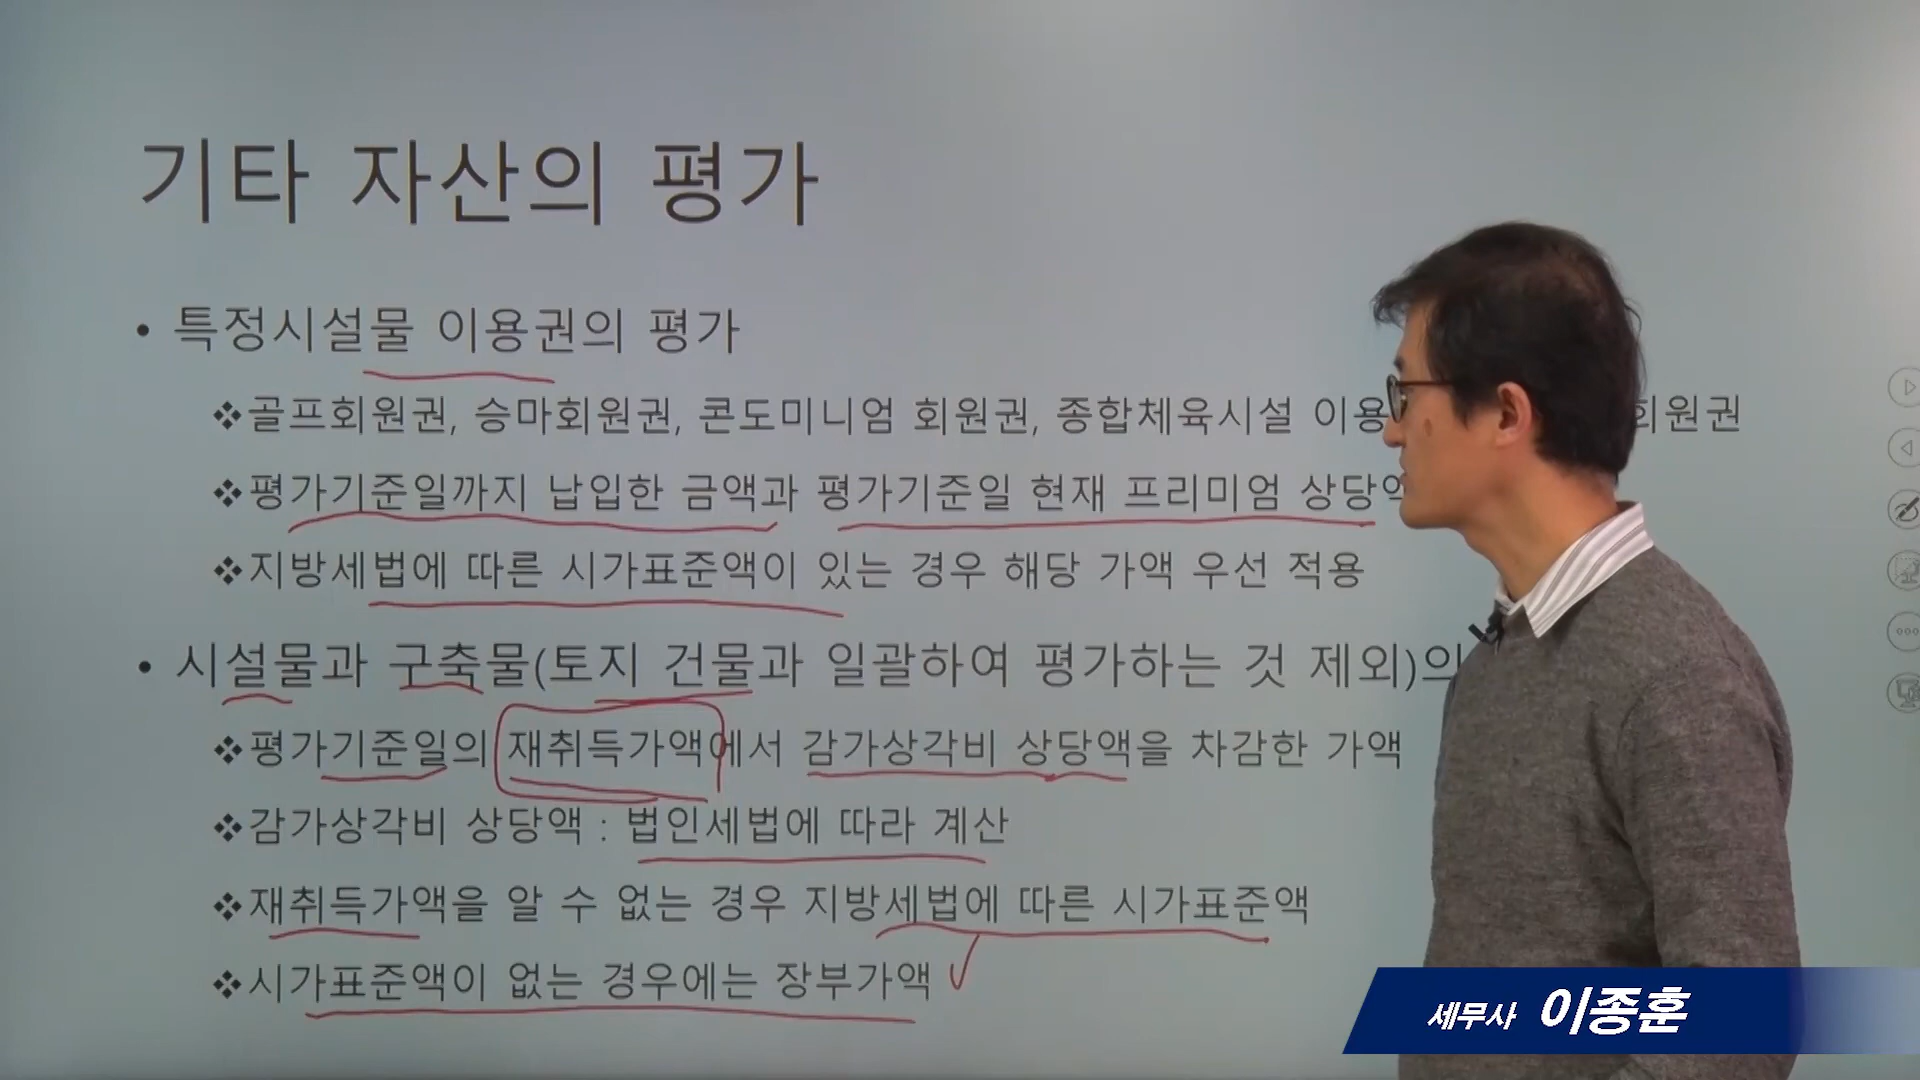 기타 자산의 평가
• 특정시설물 이용권의 평가
❖골프회원권, 승마회원권, 콘도미니엄 회원권, 종합체육시설 이용 회원권
❖평가기준일까지 납입한 금액과 평가기준일 현재 프리미엄 상당
❖지방세법에 따른 시가표준액이 있는 경우 해당 가액 우선 적용
• 시설물과 구축물(토지 건물과 일괄하여 평가하는 것 제외)의
❖평가기준일의 재취득가액에서 감가상각비 상당액을 차감한 가액
❖감가상각비 상당액 : 법인세법에 따라 계산
❖재취득가액을 알 수 없는 경우 지방세법에 따른 시가표준액
❖시가표준액이 없는 경우에는 장부가액
세무사 이종훈